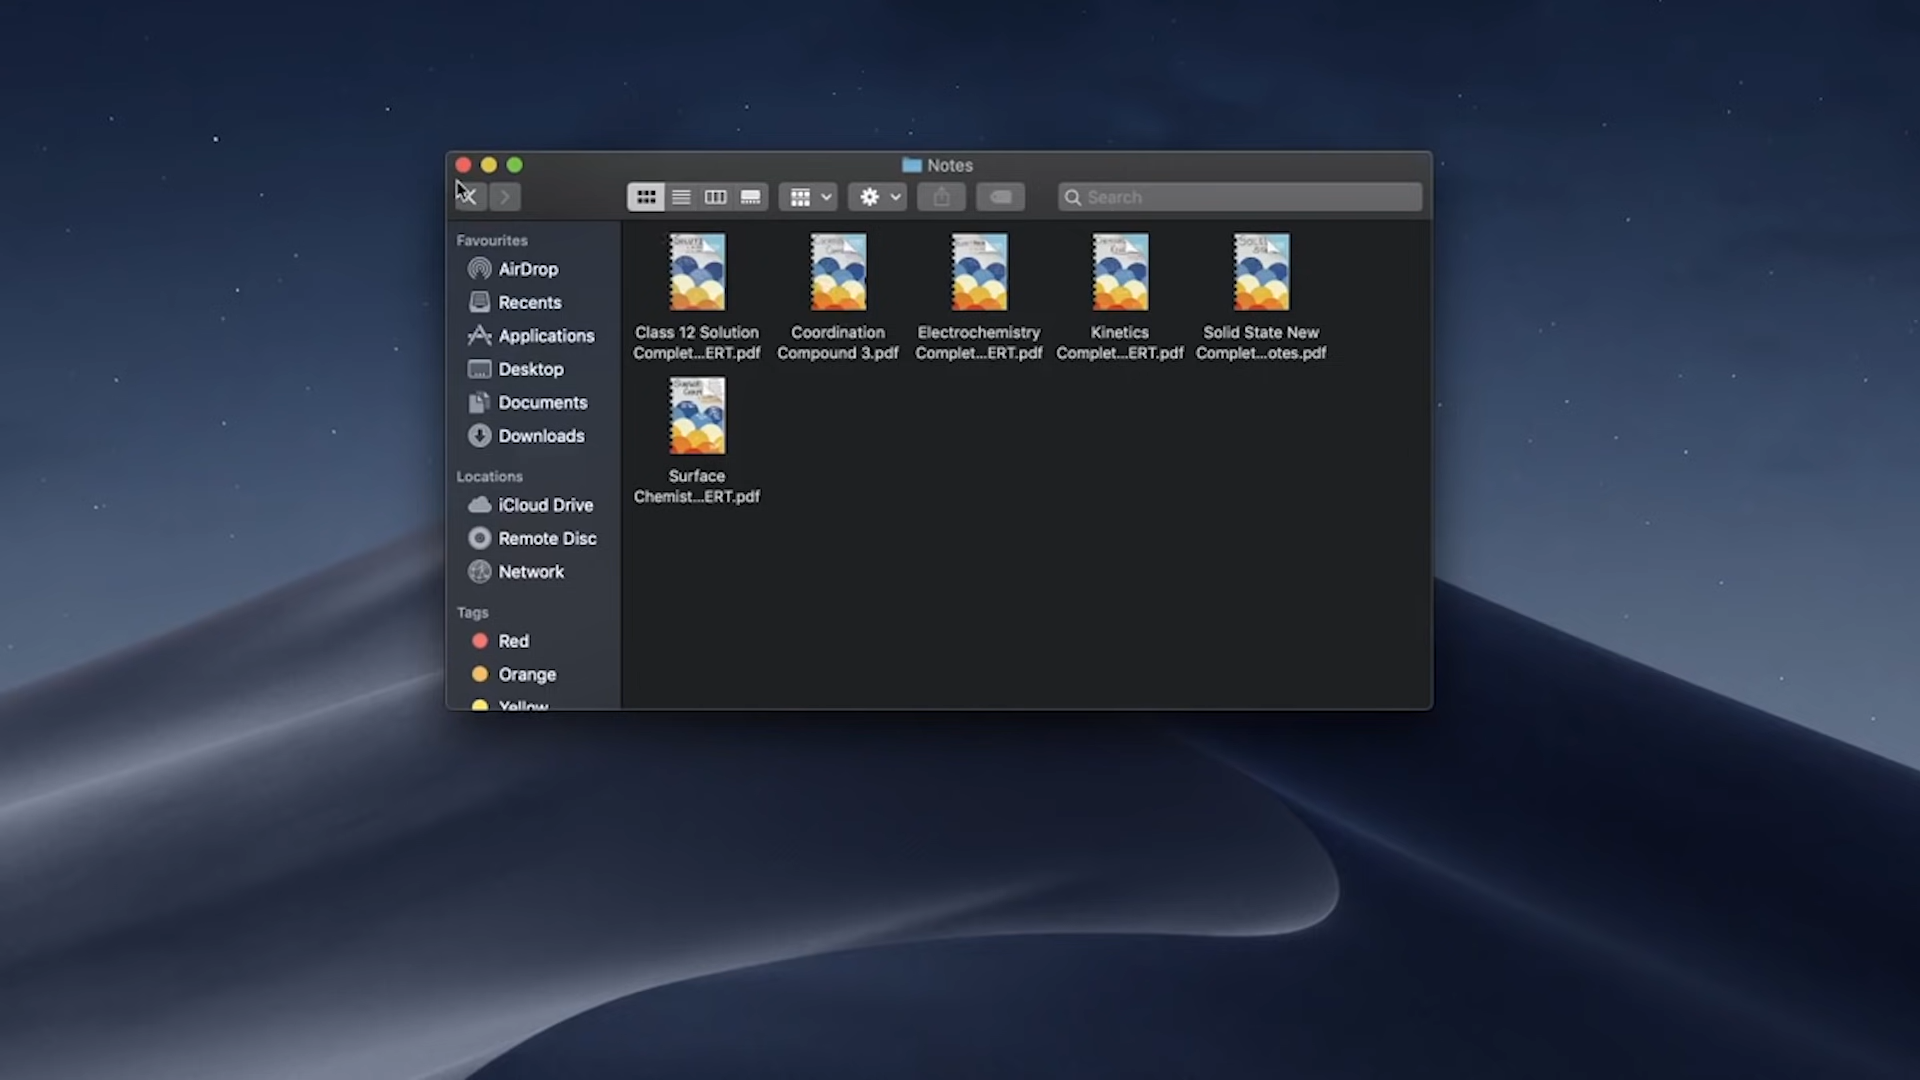 Notes
Search
Favourites
AirDrop
Recents
Applications
Desktop
Documents
Downloads
Locations
iCloud Drive
Remote Disc
Network
Tags
Red
Orange
Yellow
Class 12 Solution
Complet...ERT.pdf
Coordination
Compound 3.pdf
Electrochemistry
Complet...ERT.pdf
Kinetics
Complet...ERT.pdf
Solid State New
Complet...otes.pdf
Surface
Chemist...ERT.pdf